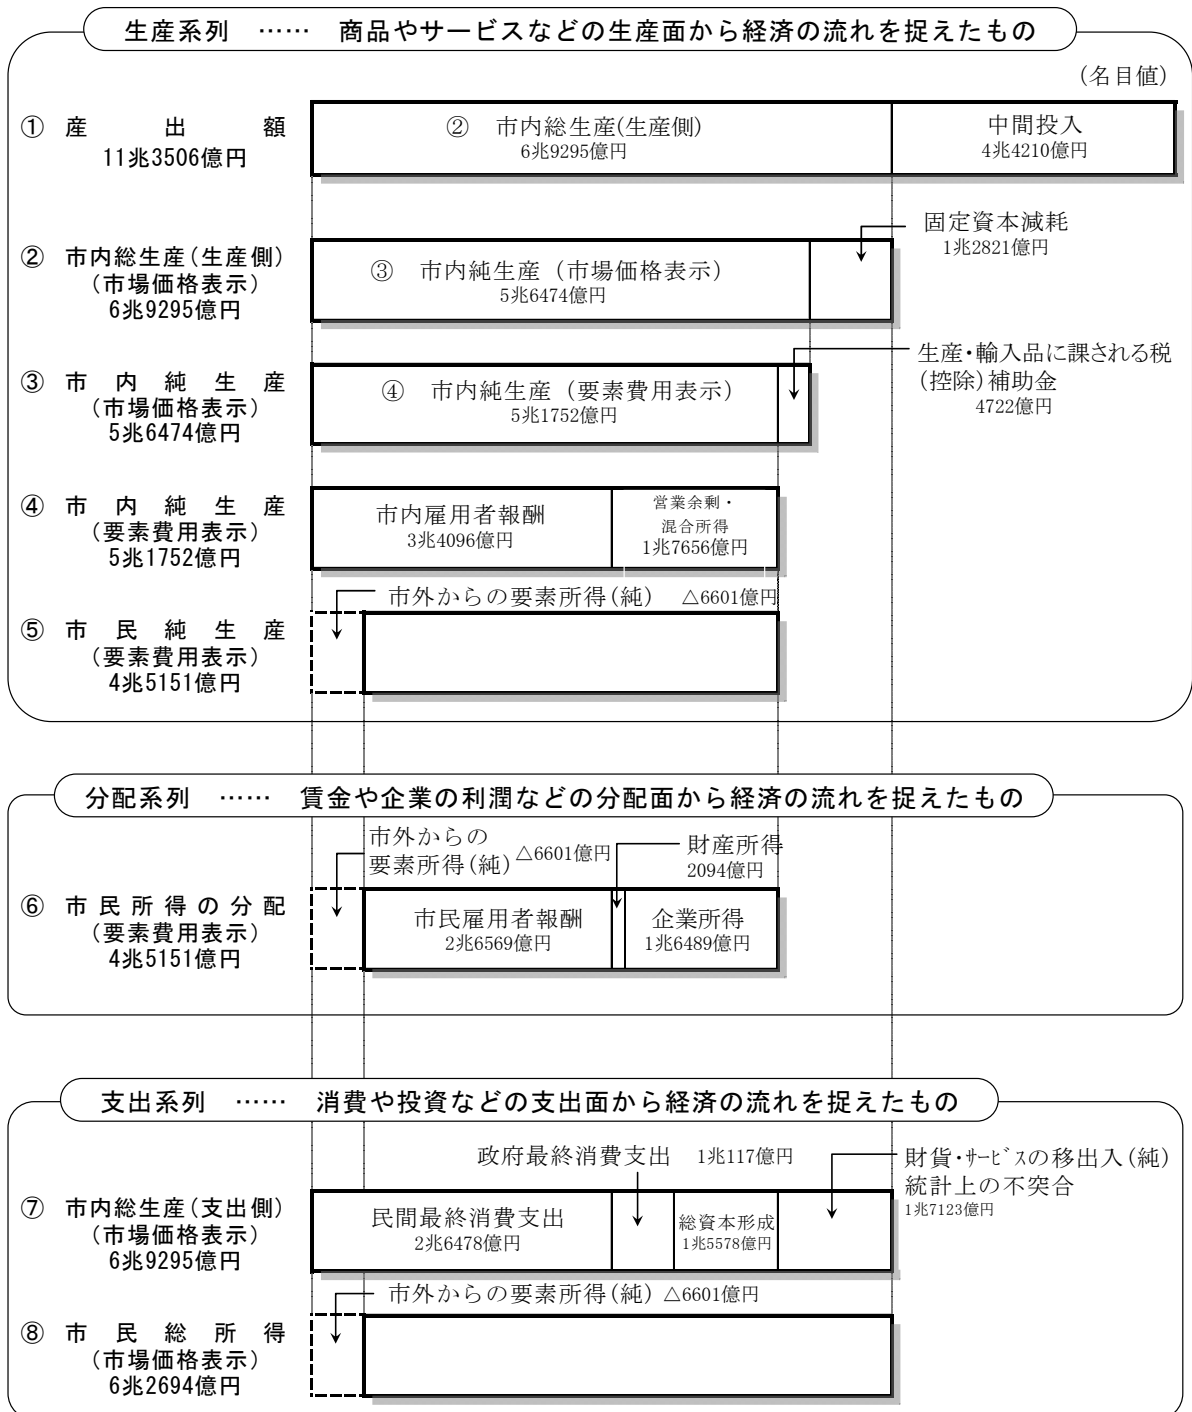 生産系列 …… 商品やサービスなどの生産面から経済の流れを捉えたもの
(名目値)
① 産出額
11兆3506億円
② 市内総生産(生産側)
6兆9295億円
中間投入
4兆4210億円
② 市内総生産(生産側)
(市場価格表示)
6兆9295億円
③ 市内純生産(市場価格表示)
5兆6474億円
固定資本減耗
1兆2821億円
③ 市内純生産
(市場価格表示)
5兆6474億円
④ 市内純生産(要素費用表示)
5兆1752億円
生産・輸入品に課される税
(控除)補助金
4722億円
④ 市内純生産
(要素費用表示)
5兆1752億円
市内雇用者報酬
3兆4096億円
営業余剰・
混合所得
1兆7656億円
市外からの要素所得(純) △6601億円
⑤ 市民純生産
(要素費用表示)
4兆5151億円
分配系列 …… 賃金や企業の利潤などの分配面から経済の流れを捉えたもの
市外からの
要素所得(純) △6601億円
財産所得
2094億円
⑥ 市民所得の分配
(要素費用表示)
4兆5151億円
市民雇用者報酬
2兆6569億円
企業所得
1兆6489億円
支出系列 …… 消費や投資などの支出面から経済の流れを捉えたもの
政府最終消費支出 1兆117億円
財貨・サービスの移出入(純)
統計上の不突合
1兆7123億円
⑦ 市内総生産(支出側)
(市場価格表示)
6兆9295億円
民間最終消費支出
2兆6478億円
総資本形成
1兆5578億円
市外からの要素所得(純) △6601億円
⑧ 市民総所得
(市場価格表示)
6兆2694億円